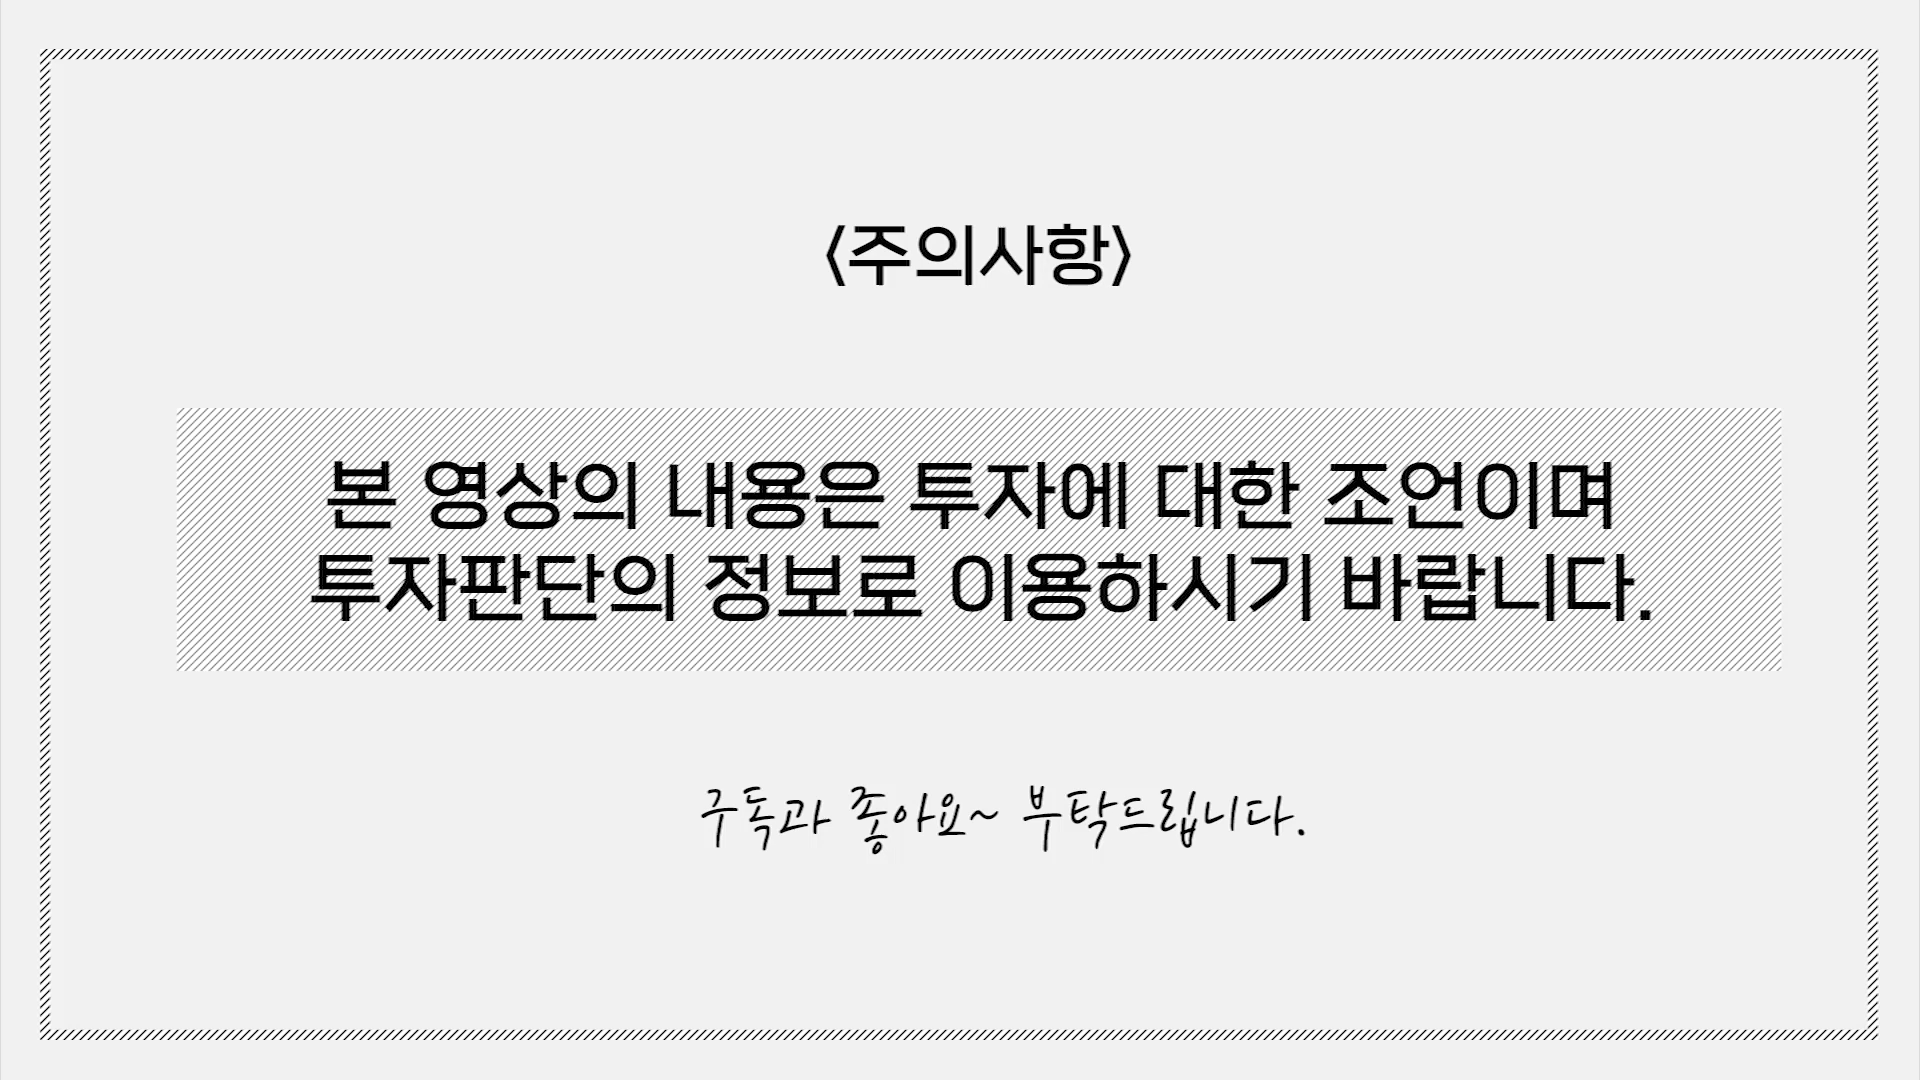 〈주의사항〉
본 영상의 내용은 투자에 대한 조언이며
투자판단의 정보로 이용하시기 바랍니다.
구독과 좋아요~ 부탁드립니다.